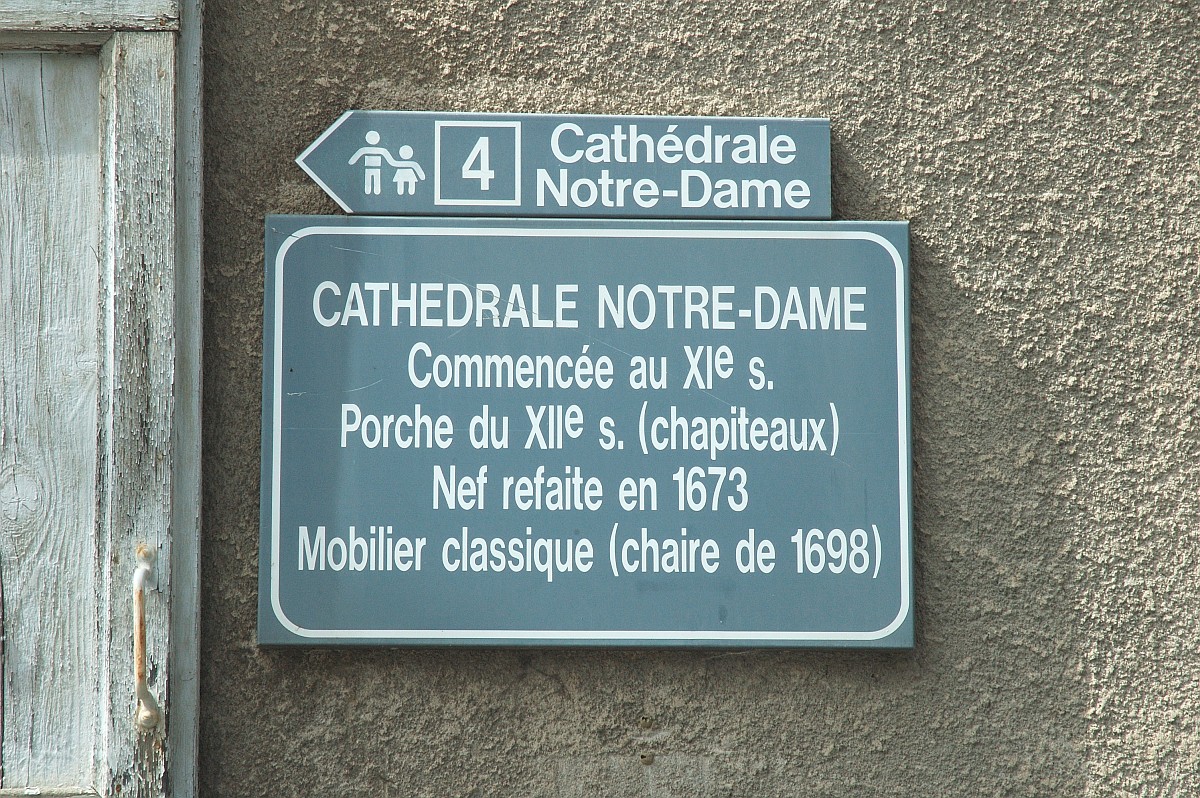 4
Cathédrale
Notre-Dame
CATHEDRALE NOTRE-DAME
Commencée au XIe s.
Porche du XIIe s. (chapiteaux)
Nef refaite en 1673
Mobilier classique (chaire de 1698)